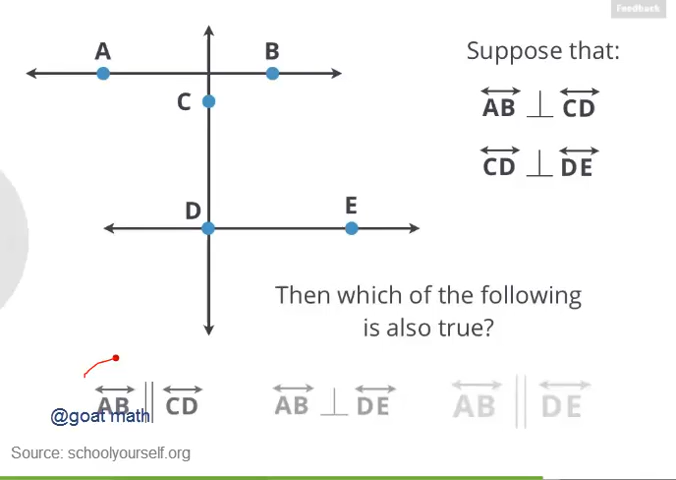 Feedback
A
B
Suppose that:
C
AB ⊥ CD
CD ⊥ DE
D
E
Then which of the following
is also true?
AB ∥ CD
AB ⊥ DE
AB ∥ DE
@goat math
Source: schoolyourself.org